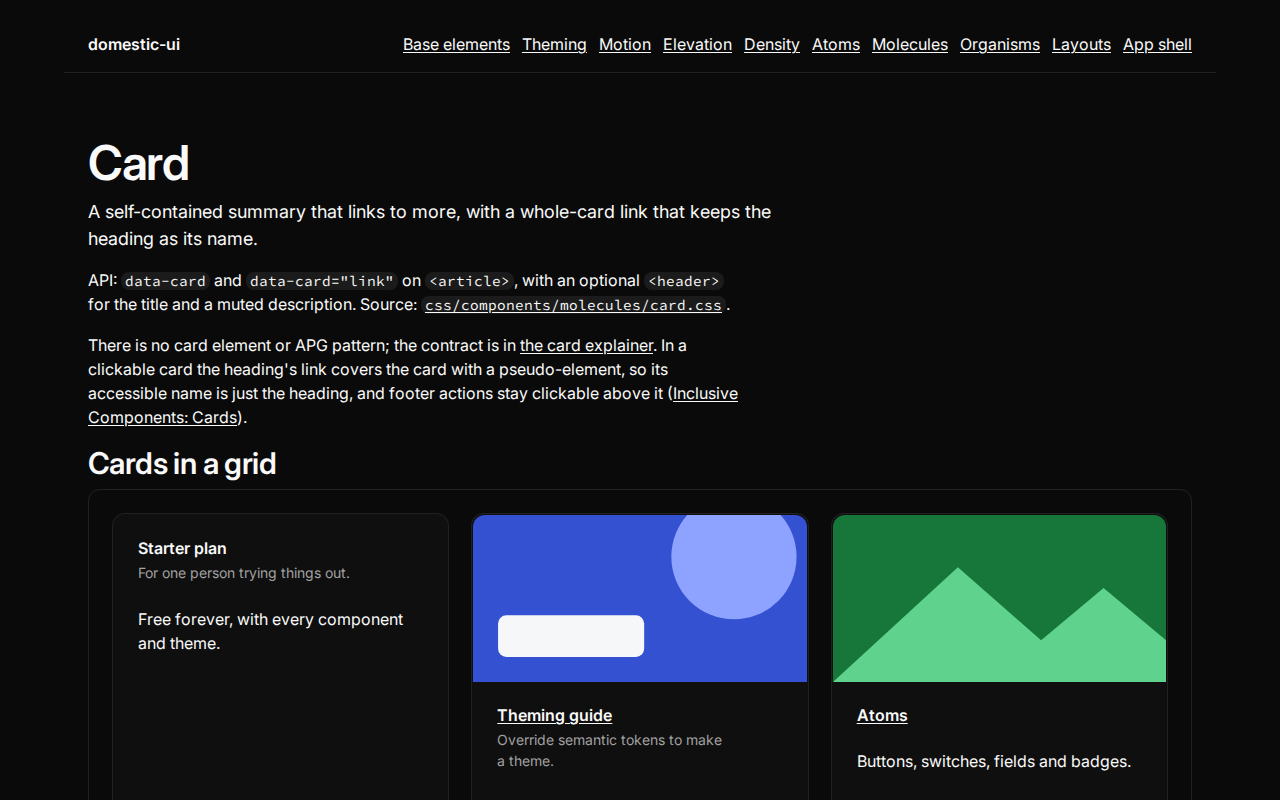 domestic-ui
Base elements Theming Motion Elevation Density Atoms Molecules Organisms Layouts App shell
Card
A self-contained summary that links to more, with a whole-card link that keeps the
heading as its name.
API: data-card and data-card="link" on <article>, with an optional <header>
for the title and a muted description. Source: css/components/molecules/card.css.
There is no card element or APG pattern; the contract is in the card explainer. In a
clickable card the heading's link covers the card with a pseudo-element, so its
accessible name is just the heading, and footer actions stay clickable above it (Inclusive
Components: Cards).
Cards in a grid
Starter plan
For one person trying things out.
Free forever, with every component
and theme.
Theming guide
Override semantic tokens to make
a theme.
Atoms
Buttons, switches, fields and badges.